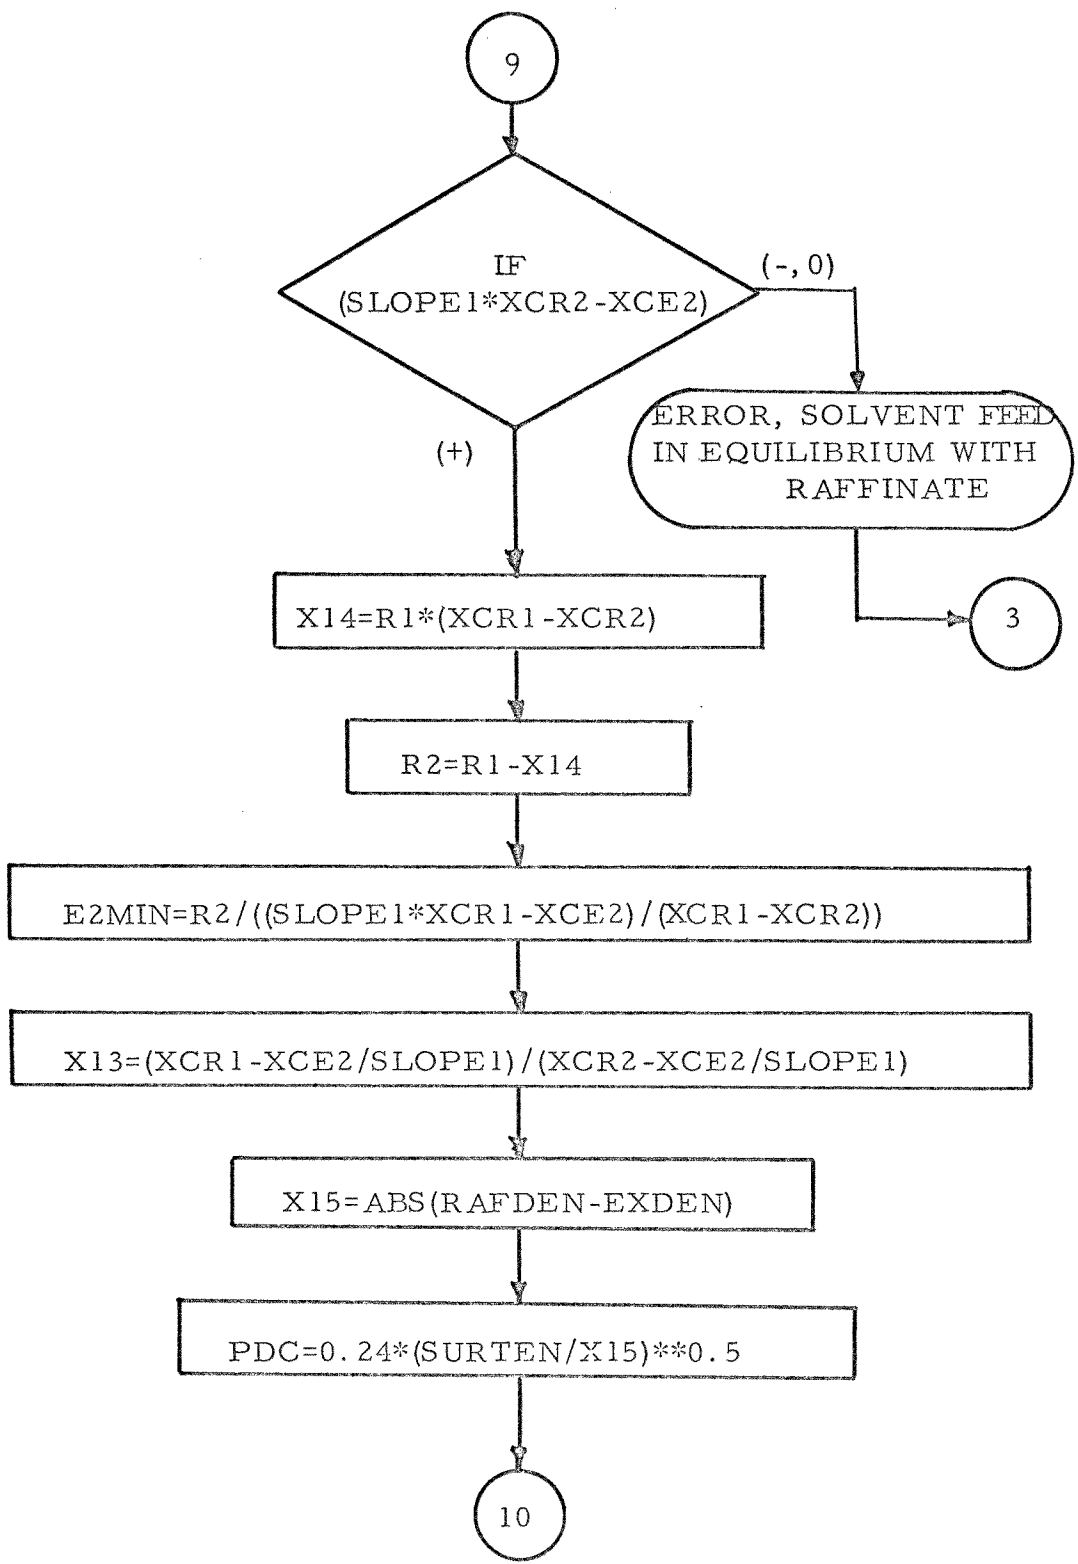 9
IF
(SLOPE1*XCR2-XCE2)
(-, 0)
ERROR, SOLVENT FEED
IN EQUILIBRIUM WITH
RAFFINATE
(+)
3
X14=R1*(XCR1-XCR2)
R2=R1-X14
E2MIN=R2/((SLOPE1*XCR1-XCE2)/(XCR1-XCR2))
X13=(XCR1-XCE2/SLOPE1)/(XCR2-XCE2/SLOPE1)
X15=ABS(RAFDEN-EXDEN)
PDC=0.24*(SURTEN/X15)**0.5
10